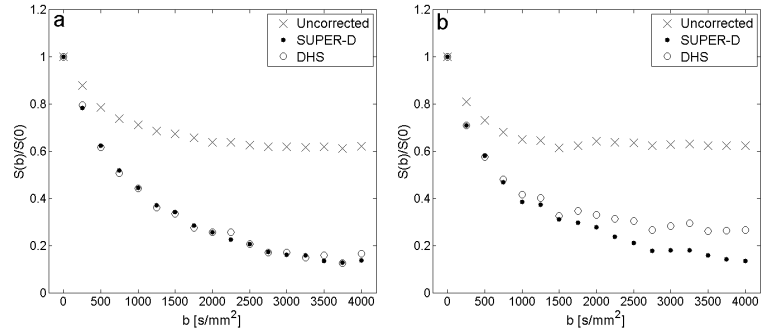 a
× Uncorrected
• SUPER-D
○ DHS
S(b)/S(0)
1.2
1
0.8
0.6
0.4
0.2
0
0 500 1000 1500 2000 2500 3000 3500 4000
b [s/mm²]
b
× Uncorrected
• SUPER-D
○ DHS
S(b)/S(0)
1.2
1
0.8
0.6
0.4
0.2
0
0 500 1000 1500 2000 2500 3000 3500 4000
b [s/mm²]